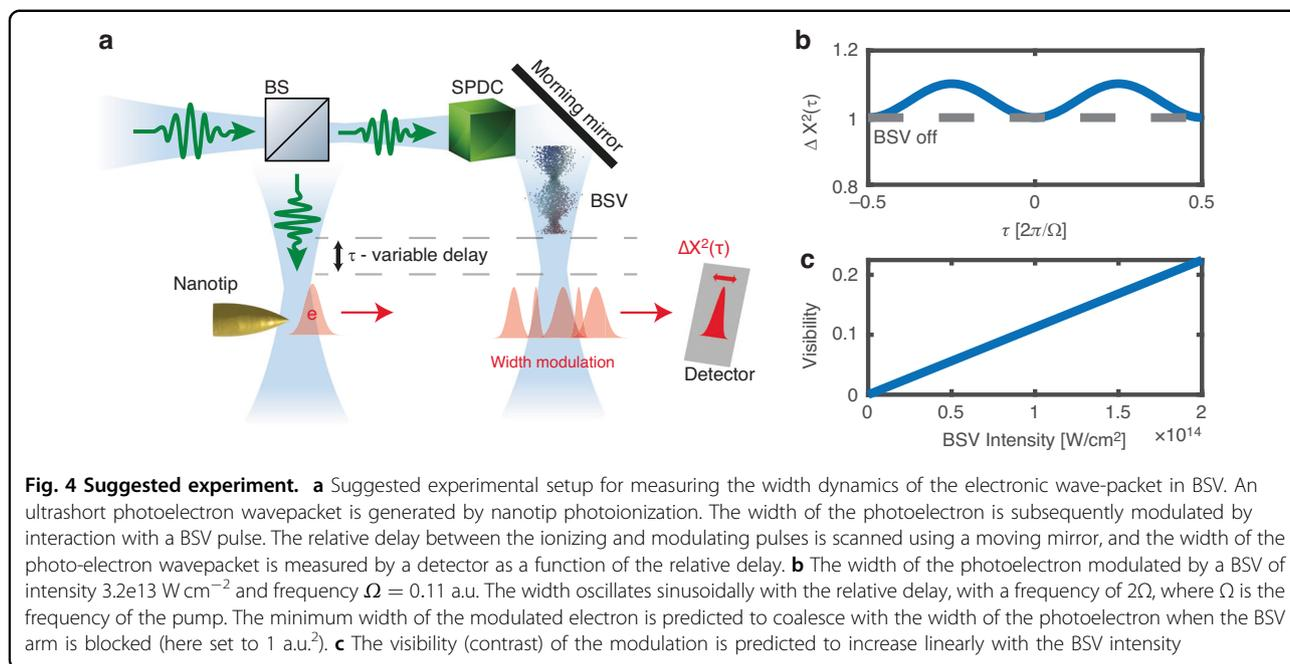 a
BS
SPDC
Morning mirror
BSV
τ - variable delay
Nanotip
e
Width modulation
ΔX²(τ)
Detector
b
1.2
1
0.8
Δ X²(τ)
BSV off
−0.5
0
0.5
τ [2π/Ω]
c
0.2
0.1
0
Visibility
0
0.5
1
1.5
2
BSV Intensity [W/cm²]
×10¹⁴
Fig. 4 Suggested experiment. a Suggested experimental setup for measuring the width dynamics of the electronic wave-packet in BSV. An
ultrashort photoelectron wavepacket is generated by nanotip photoionization. The width of the photoelectron is subsequently modulated by
interaction with a BSV pulse. The relative delay between the ionizing and modulating pulses is scanned using a moving mirror, and the width of the
photo-electron wavepacket is measured by a detector as a function of the relative delay. b The width of the photoelectron modulated by a BSV of
intensity 3.2e13 W cm⁻² and frequency Ω = 0.11 a.u. The width oscillates sinusoidally with the relative delay, with a frequency of 2Ω, where Ω is the
frequency of the pump. The minimum width of the modulated electron is predicted to coalesce with the width of the photoelectron when the BSV
arm is blocked (here set to 1 a.u.²). c The visibility (contrast) of the modulation is predicted to increase linearly with the BSV intensity